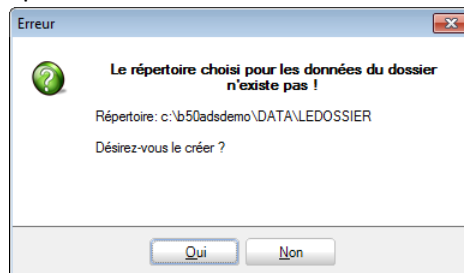 Erreur
Le répertoire choisi pour les données du dossier
n'existe pas !
Répertoire: c:\b50adsdemo\DATA\LEDOSSIER
Désirez-vous le créer ?
Oui
Non